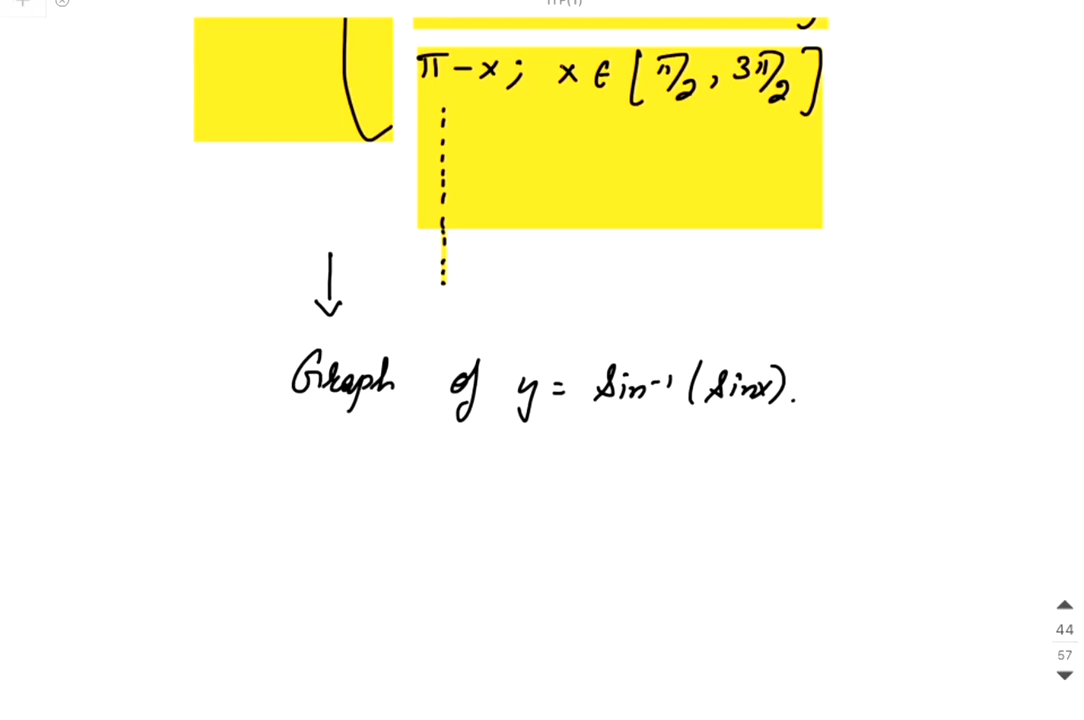 π - x ; x ∈ [π/2, 3π/2]
Graph of y = Sin⁻¹(Sinx).
44
57